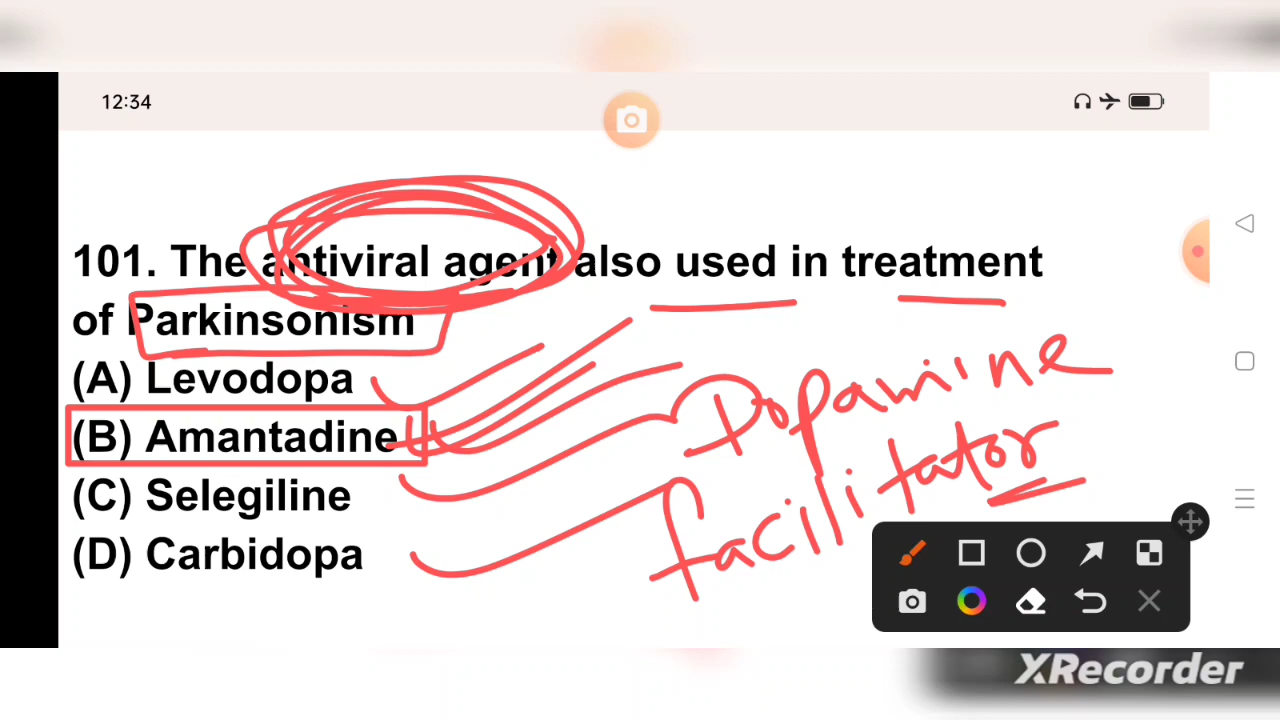 12:34
101. The antiviral agent also used in treatment
of Parkinsonism
(A) Levodopa
(B) Amantadine
(C) Selegiline
(D) Carbidopa
Dopamine
facilitator
XRecorder